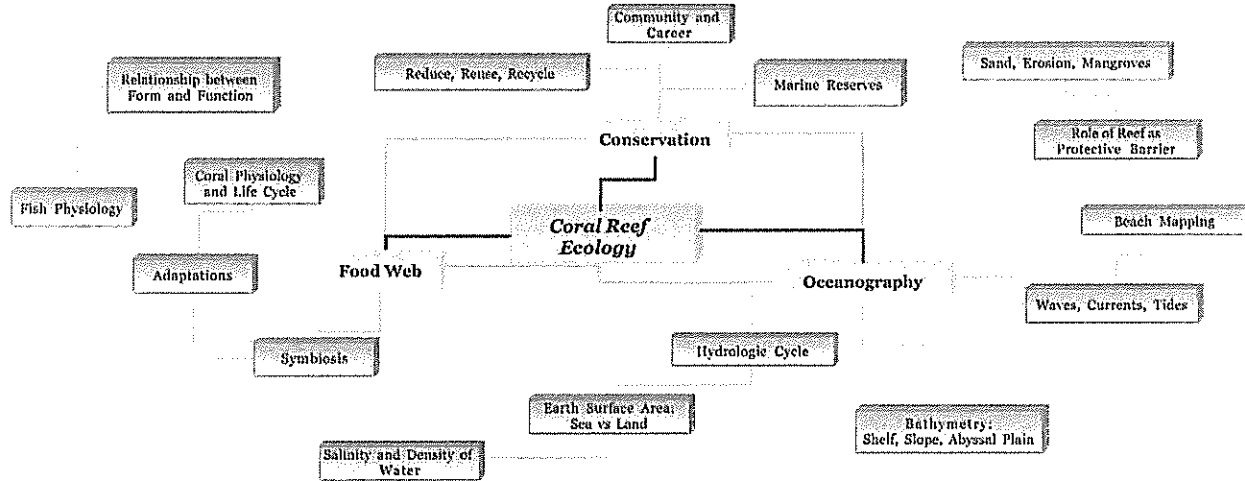 Community and
Career
Reduce, Reuse, Recycle
Marine Reserves
Sand, Erosion, Mangroves
Relationship between
Form and Function
Conservation
Role of Reef as
Protective Barrier
Coral Physiology
and Life Cycle
Fish Physiology
Coral Reef
Ecology
Beach Mapping
Adaptations
Food Web
Oceanography
Waves, Currents, Tides
Symbiosis
Hydrologic Cycle
Earth Surface Area:
Sea vs Land
Bathymetry:
Shelf, Slope, Abyssal Plain
Salinity and Density of
Water